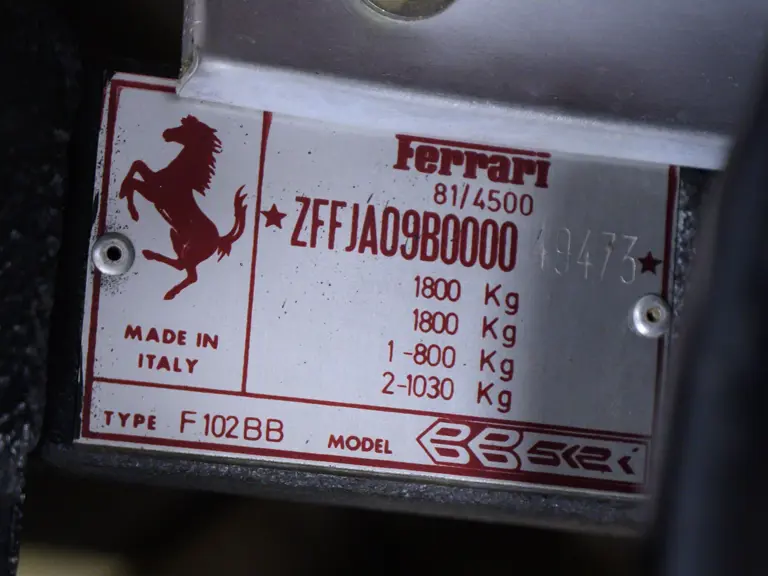 Ferrari
81/4500
★ZFFJA09B0000 49473★
1800 Kg
1800 Kg
1-800 Kg
2-1030 Kg
MADE IN
ITALY
TYPE F102BB MODEL BB512i